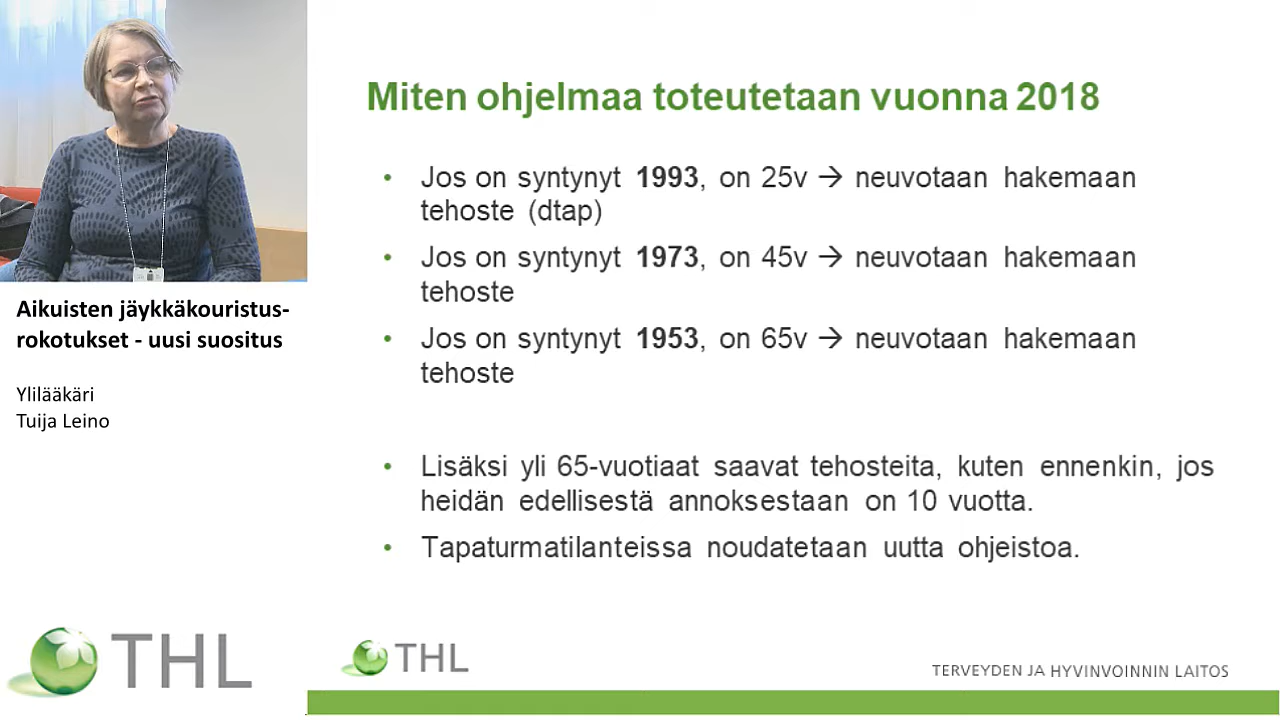 Miten ohjelmaa toteutetaan vuonna 2018
• Jos on syntynyt 1993, on 25v → neuvotaan hakemaan
tehoste (dtap)
• Jos on syntynyt 1973, on 45v → neuvotaan hakemaan
tehoste
• Jos on syntynyt 1953, on 65v → neuvotaan hakemaan
tehoste
• Lisäksi yli 65-vuotiaat saavat tehosteita, kuten ennenkin, jos
heidän edellisestä annoksestaan on 10 vuotta.
• Tapaturmatilanteissa noudatetaan uutta ohjeistoa.
Aikuisten jäykkäkouristus-
rokotukset - uusi suositus
Ylilääkäri
Tuija Leino
THL
THL
TERVEYDEN JA HYVINVOINNIN LAITOS